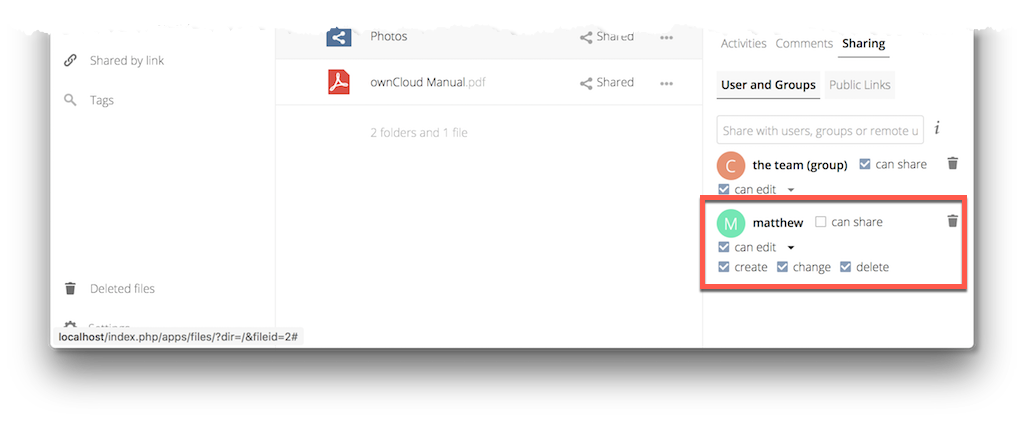 Shared by link
Tags
Deleted files
Settings
localhost/index.php/apps/files/?dir=/&fileid=2#
Photos
Shared
ownCloud Manual.pdf
Shared
2 folders and 1 file
Activities Comments Sharing
User and Groups Public Links
Share with users, groups or remote u
i
C the team (group) can share
can edit
M matthew can share
can edit
create change delete